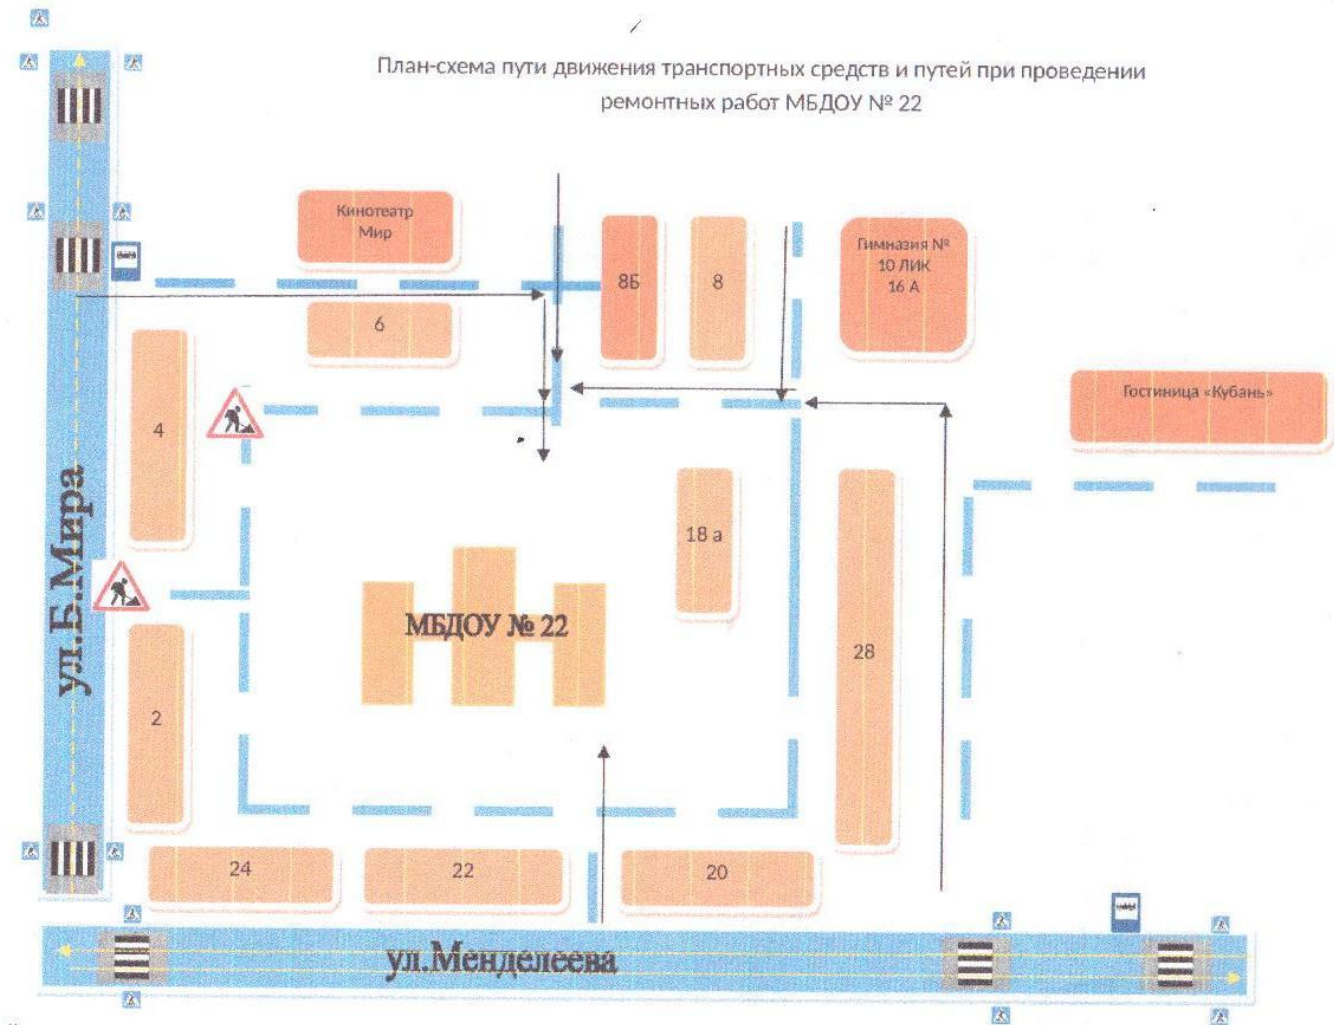 План-схема пути движения транспортных средств и путей при проведении
ремонтных работ МБДОУ № 22
Кинотеатр
Мир
8Б
8
Гимназия №
10 ЛИК
16 А
6
Гостиница «Кубань»
4
18 а
ул.Б.Мира
МБДОУ № 22
28
2
24
22
20
ул.Менделеева